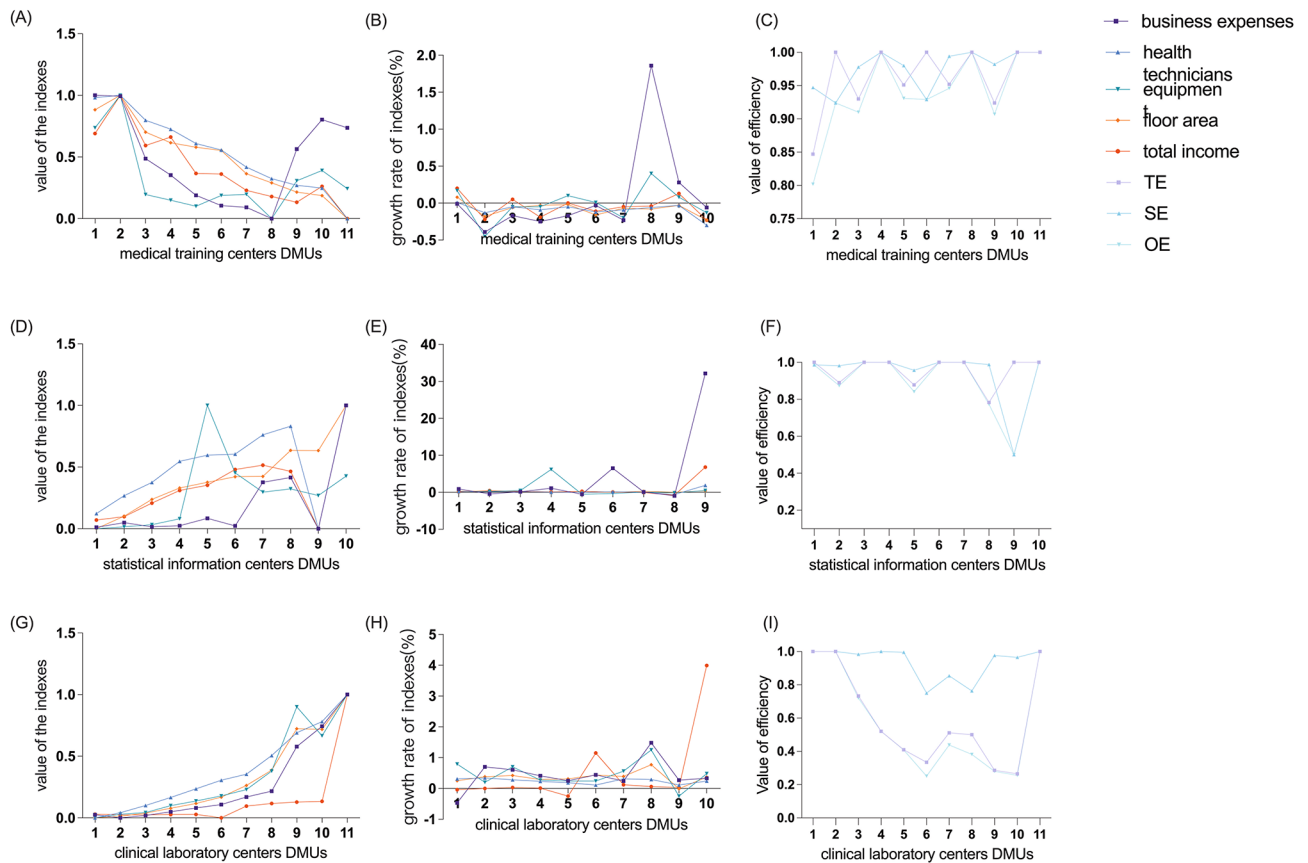 (A)
1.5
1.0
0.5
0.0
value of the indexes
1 2 3 4 5 6 7 8 9 10 11
medical training centers DMUs
(B)
2.0
1.5
1.0
0.5
0.0
-0.5
growth rate of indexes(%)
1 2 3 4 5 6 7 8 9 10
medical training centers DMUs
(C)
1.00
0.95
0.90
0.85
0.80
0.75
value of efficiency
1 2 3 4 5 6 7 8 9 10 11
medical training centers DMUs
business expenses
health
technicians
equipmen
t
floor area
total income
TE
SE
OE
(D)
1.5
1.0
0.5
0.0
value of the indexes
1 2 3 4 5 6 7 8 9 10
statistical information centers DMUs
(E)
40
30
20
10
0
-10
growth rate of indexes(%)
1 2 3 4 5 6 7 8 9
statistical information centers DMUs
(F)
1.0
0.8
0.6
0.4
0.2
value of efficiency
1 2 3 4 5 6 7 8 9 10
statistical information centers DMUs
(G)
1.5
1.0
0.5
0.0
value of the indexes
1 2 3 4 5 6 7 8 9 10 11
clinical laboratory centers DMUs
(H)
5
4
3
2
1
0
-1
growth rate of indexes(%)
1 2 3 4 5 6 7 8 9 10
clinical laboratory centers DMUs
(I)
1.0
0.8
0.6
0.4
0.2
0.0
Value of efficiency
1 2 3 4 5 6 7 8 9 10 11
clinical laboratory centers DMUs